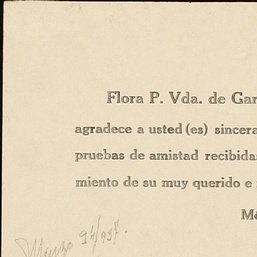 Flora P. Vda. de Gar
agradece a usted (es) sincera
pruebas de amistad recibida
miento de su muy querido e
Mé
Marzo 24/937.